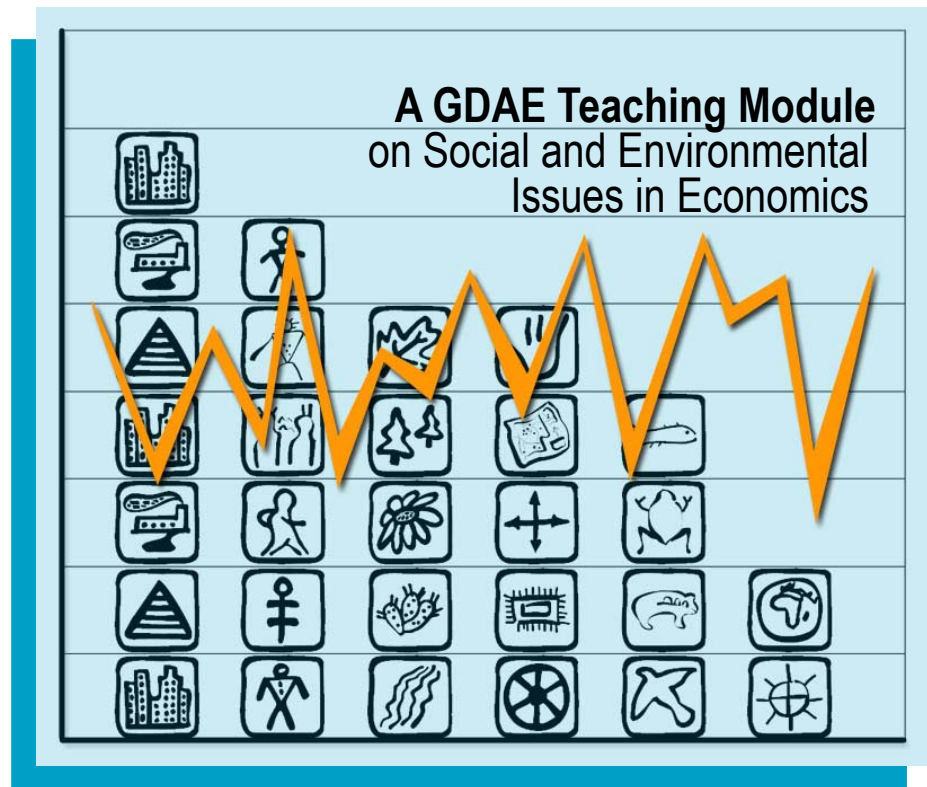 A GDAE Teaching Module
on Social and Environmental
Issues in Economics